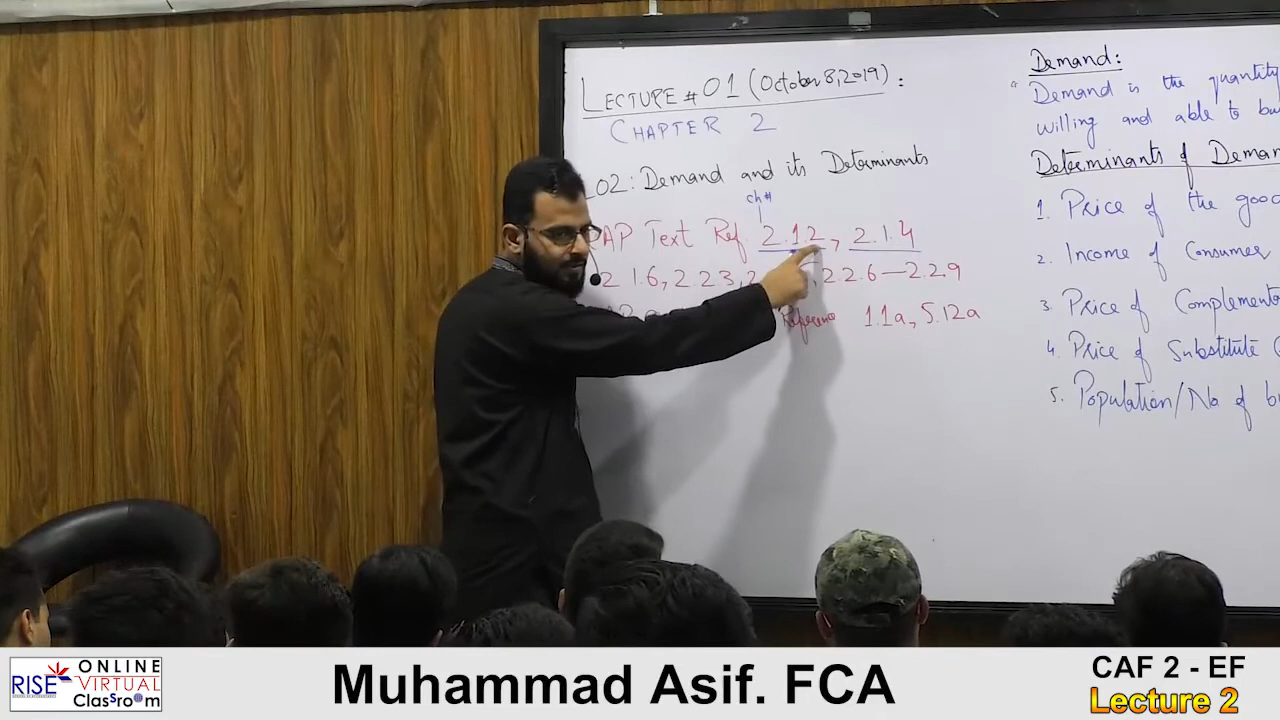 LECTURE # 01 (October 8, 2019) :
CHAPTER 2
LO2: Demand and its Determinants
ch#
AP Text Ref 2.12, 2.1.4
2 1.6, 2.2 3, 2 2.6 — 2.2 9
Reference 1.1a, 5.12a
Demand:
"Demand is the quantity
willing and able to bu
Determinants of Deman
1. Price of the good
2. Income of Consumer
3. Price of Complement
4. Price of Substitute
5. Population/No of b
RISE ONLINE
VIRTUAL
Classroom
Muhammad Asif. FCA
CAF 2 - EF
Lecture 2